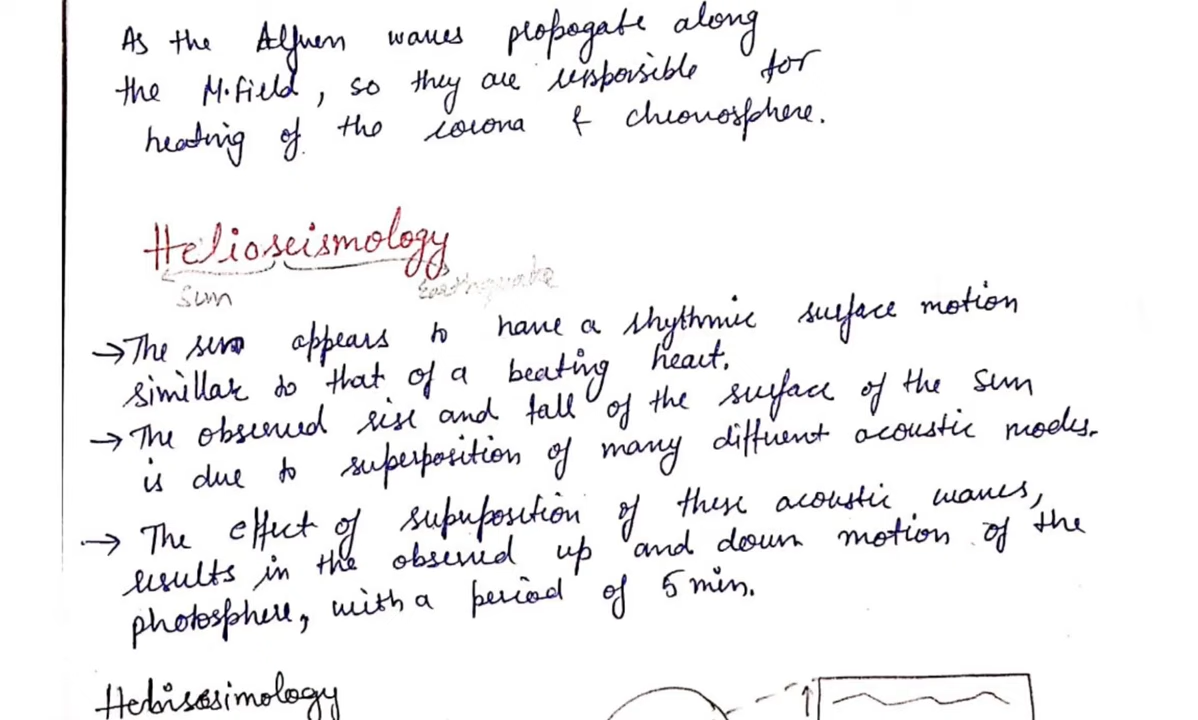 As the Alfven waves propogate along
the M.field, so they are responsible for
heating of the corona & chromosphere.
Helioseismology
Sun Earthquake
→ The sun appears to have a rhythmic surface motion
simillar to that of a beating heart.
→ The observed rise and fall of the surface of the sun
is due to superposition of many different acoustic modes.
→ The effect of superposition of these acoustic waves,
results in the observed up and down motion of the
photosphere, with a period of 5 min.